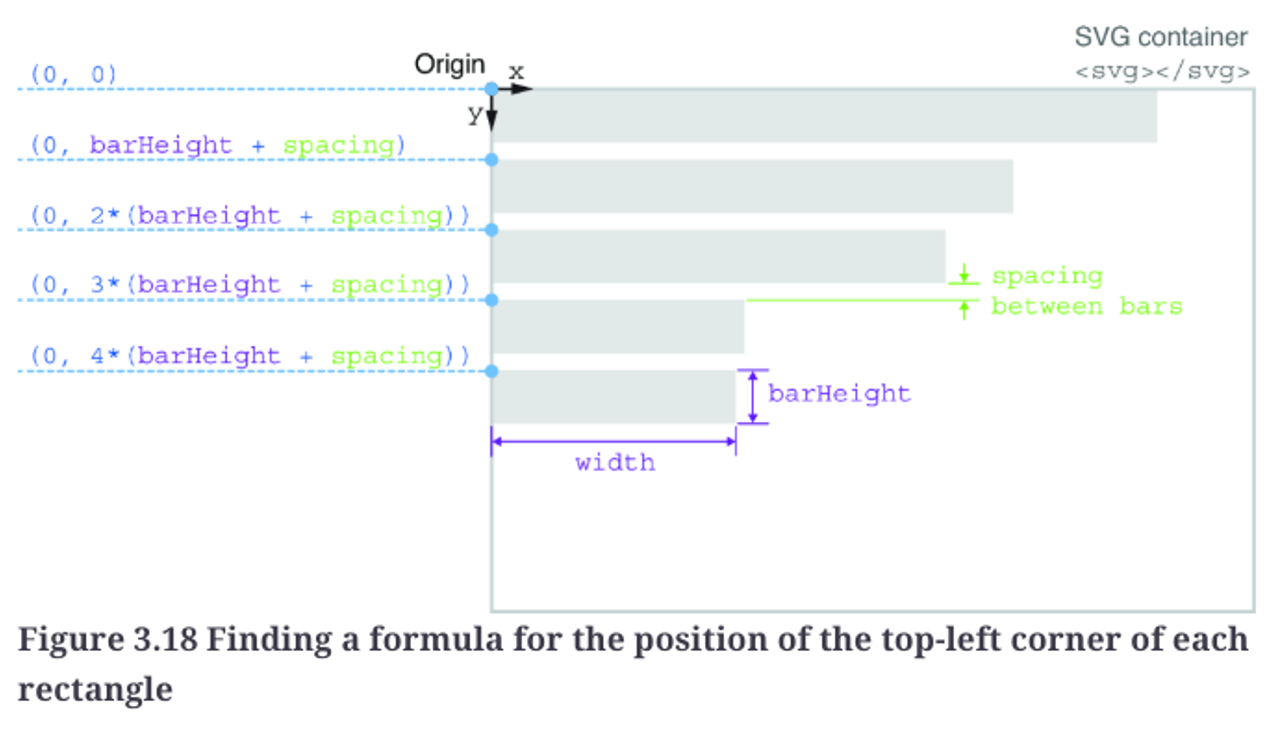 SVG container
<svg></svg>
Origin
x
y
(0, 0)
(0, barHeight + spacing)
(0, 2*(barHeight + spacing))
(0, 3*(barHeight + spacing))
(0, 4*(barHeight + spacing))
spacing
between bars
barHeight
width
Figure 3.18 Finding a formula for the position of the top-left corner of each
rectangle